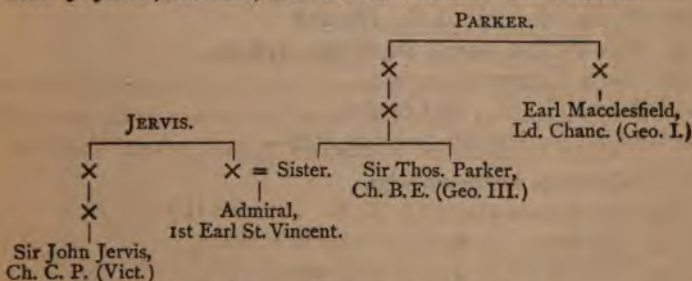 PARKER.
Earl Macclesfield,
Ld. Chanc. (Geo. I.)
JERVIS.
= Sister.
Sir Thos. Parker,
Ch. B. E. (Geo. III.)
Admiral,
1st Earl St. Vincent.
Sir John Jervis,
Ch. C. P. (Vict.)